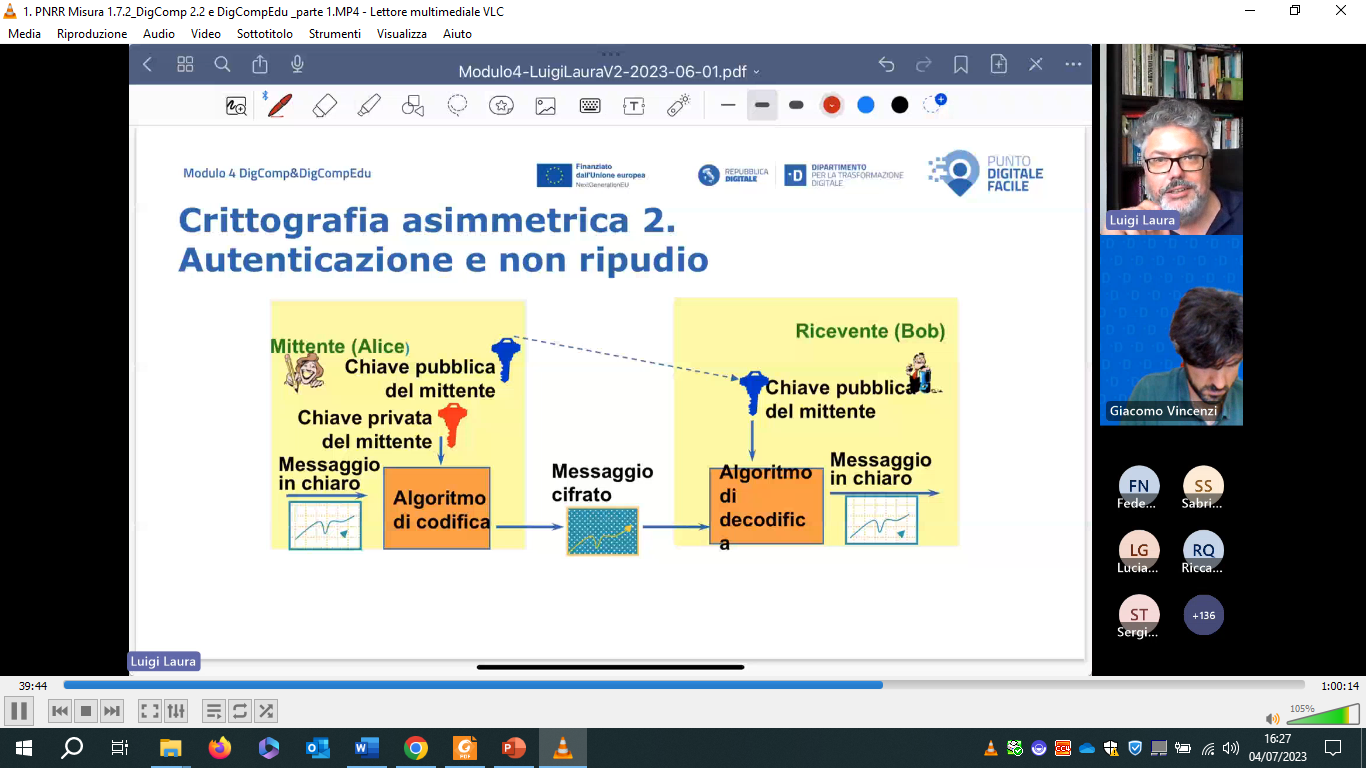 1. PNRR Misura 1.7.2_DigComp 2.2 e DigCompEdu _parte 1.MP4 - Lettore multimediale VLC
Media Riproduzione Audio Video Sottotitolo Strumenti Visualizza Aiuto
Modulo4-LuigiLauraV2-2023-06-01.pdf
Modulo 4 DigComp&DigCompEdu
Finanziato
dall'Unione europea
NextGenerationEU
REPUBBLICA
DIGITALE
DIPARTIMENTO
PER LA TRASFORMAZIONE
DIGITALE
PUNTO
DIGITALE
FACILE
Crittografia asimmetrica 2.
Autenticazione e non ripudio
Mittente (Alice)
Chiave pubblica
del mittente
Chiave privata
del mittente
Messaggio
in chiaro
Algoritmo
di codifica
Messaggio
cifrato
Ricevente (Bob)
Chiave pubblica
del mittente
Algoritmo
di
decodific
a
Messaggio
in chiaro
Luigi Laura
Luigi Laura
Giacomo Vincenzi
FN
Fede...
SS
Sabri...
LG
Lucia...
RQ
Ricca...
ST
Sergi...
+136
39:44
1:00:14
105%
16:27
04/07/2023